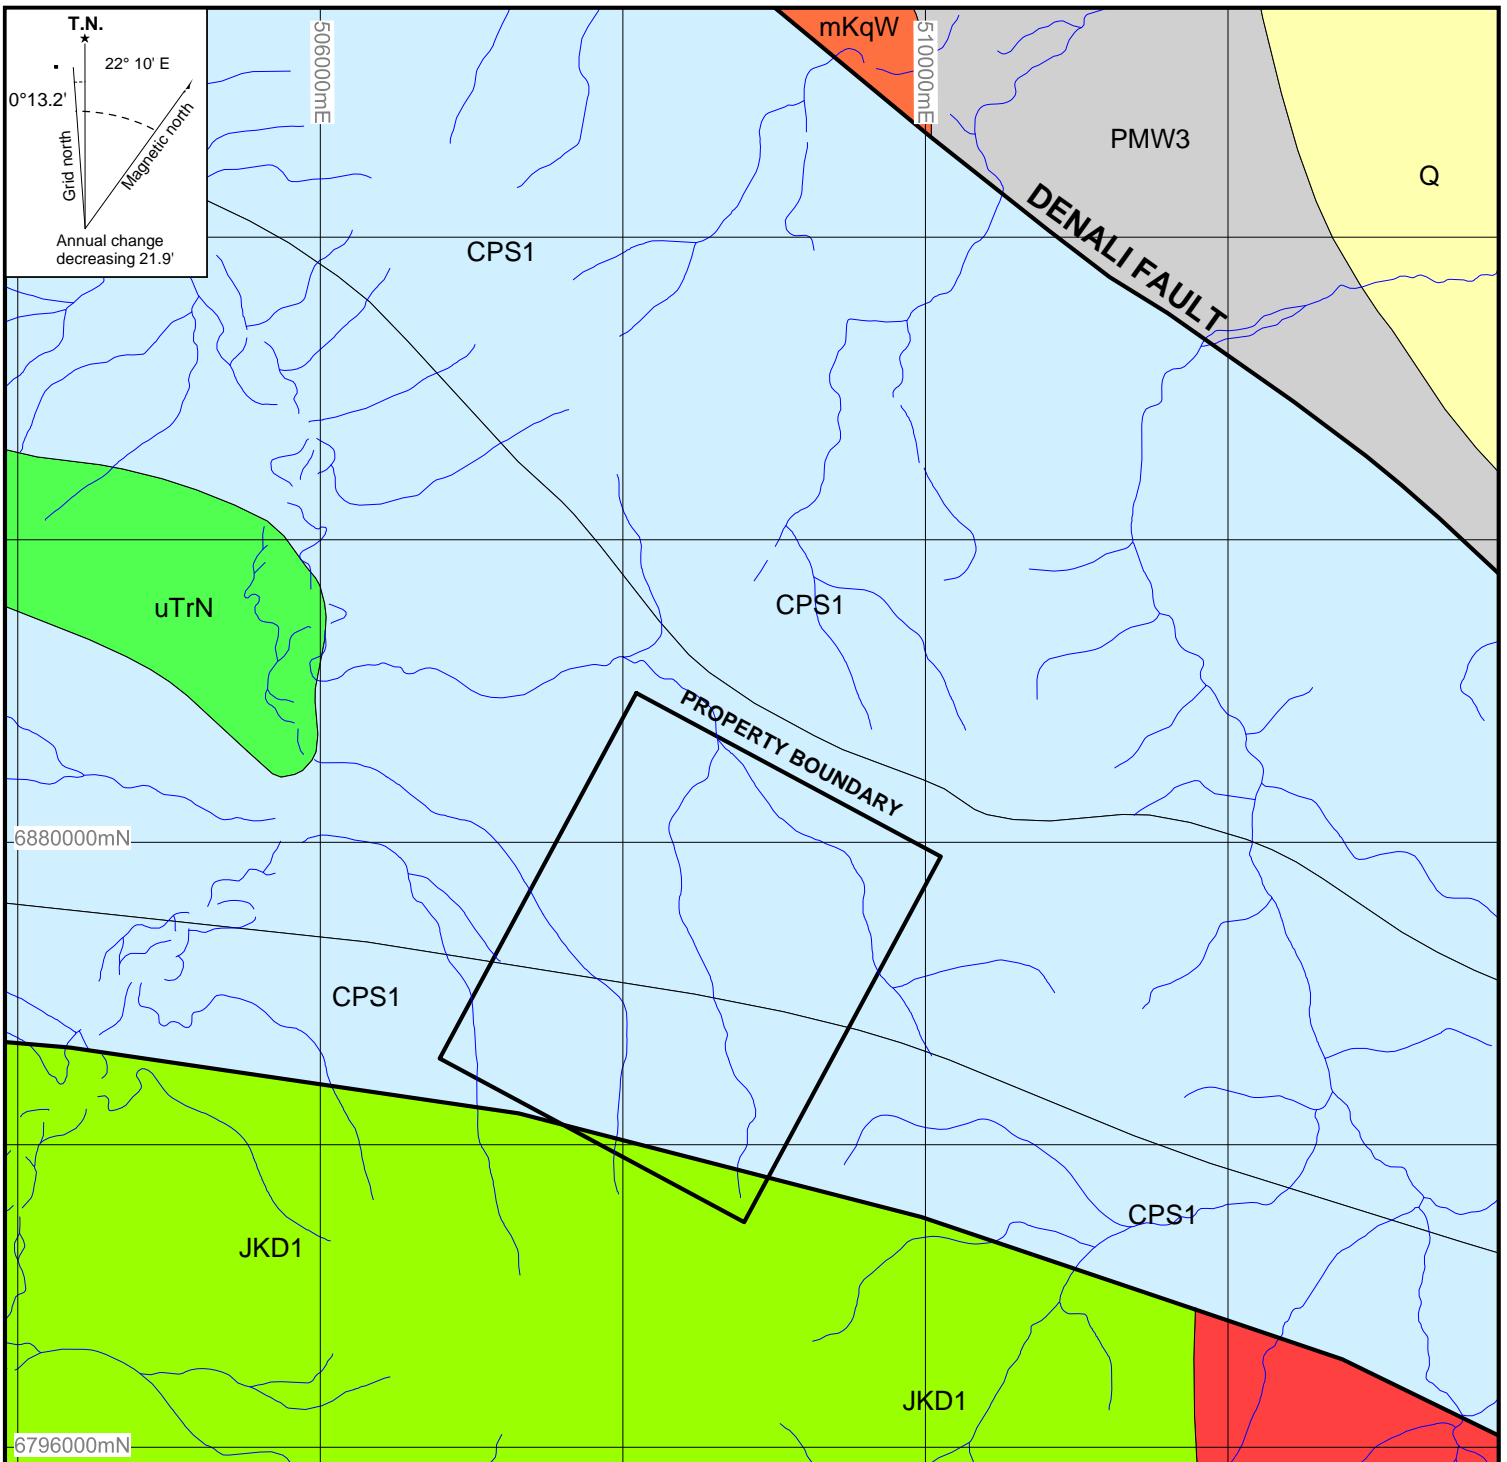 T.N.
22° 10' E
0°13.2'
Grid north
Magnetic north
Annual change
decreasing 21.9'
506000mE
mKqW
510000mE
PMW3
Q
DENALI FAULT
CPS1
uTrN
CPS1
PROPERTY BOUNDARY
6880000mN
CPS1
CPS1
JKD1
JKD1
6796000mN